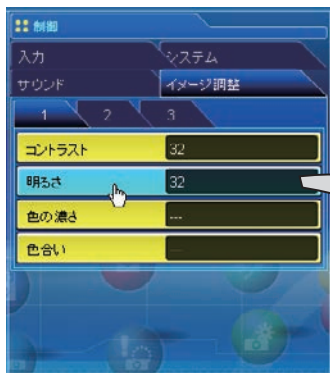 制御
入力 システム
サウンド イメージ調整
1 2 3
コントラスト 32
明るさ 32
色の濃さ ---
色合い ---